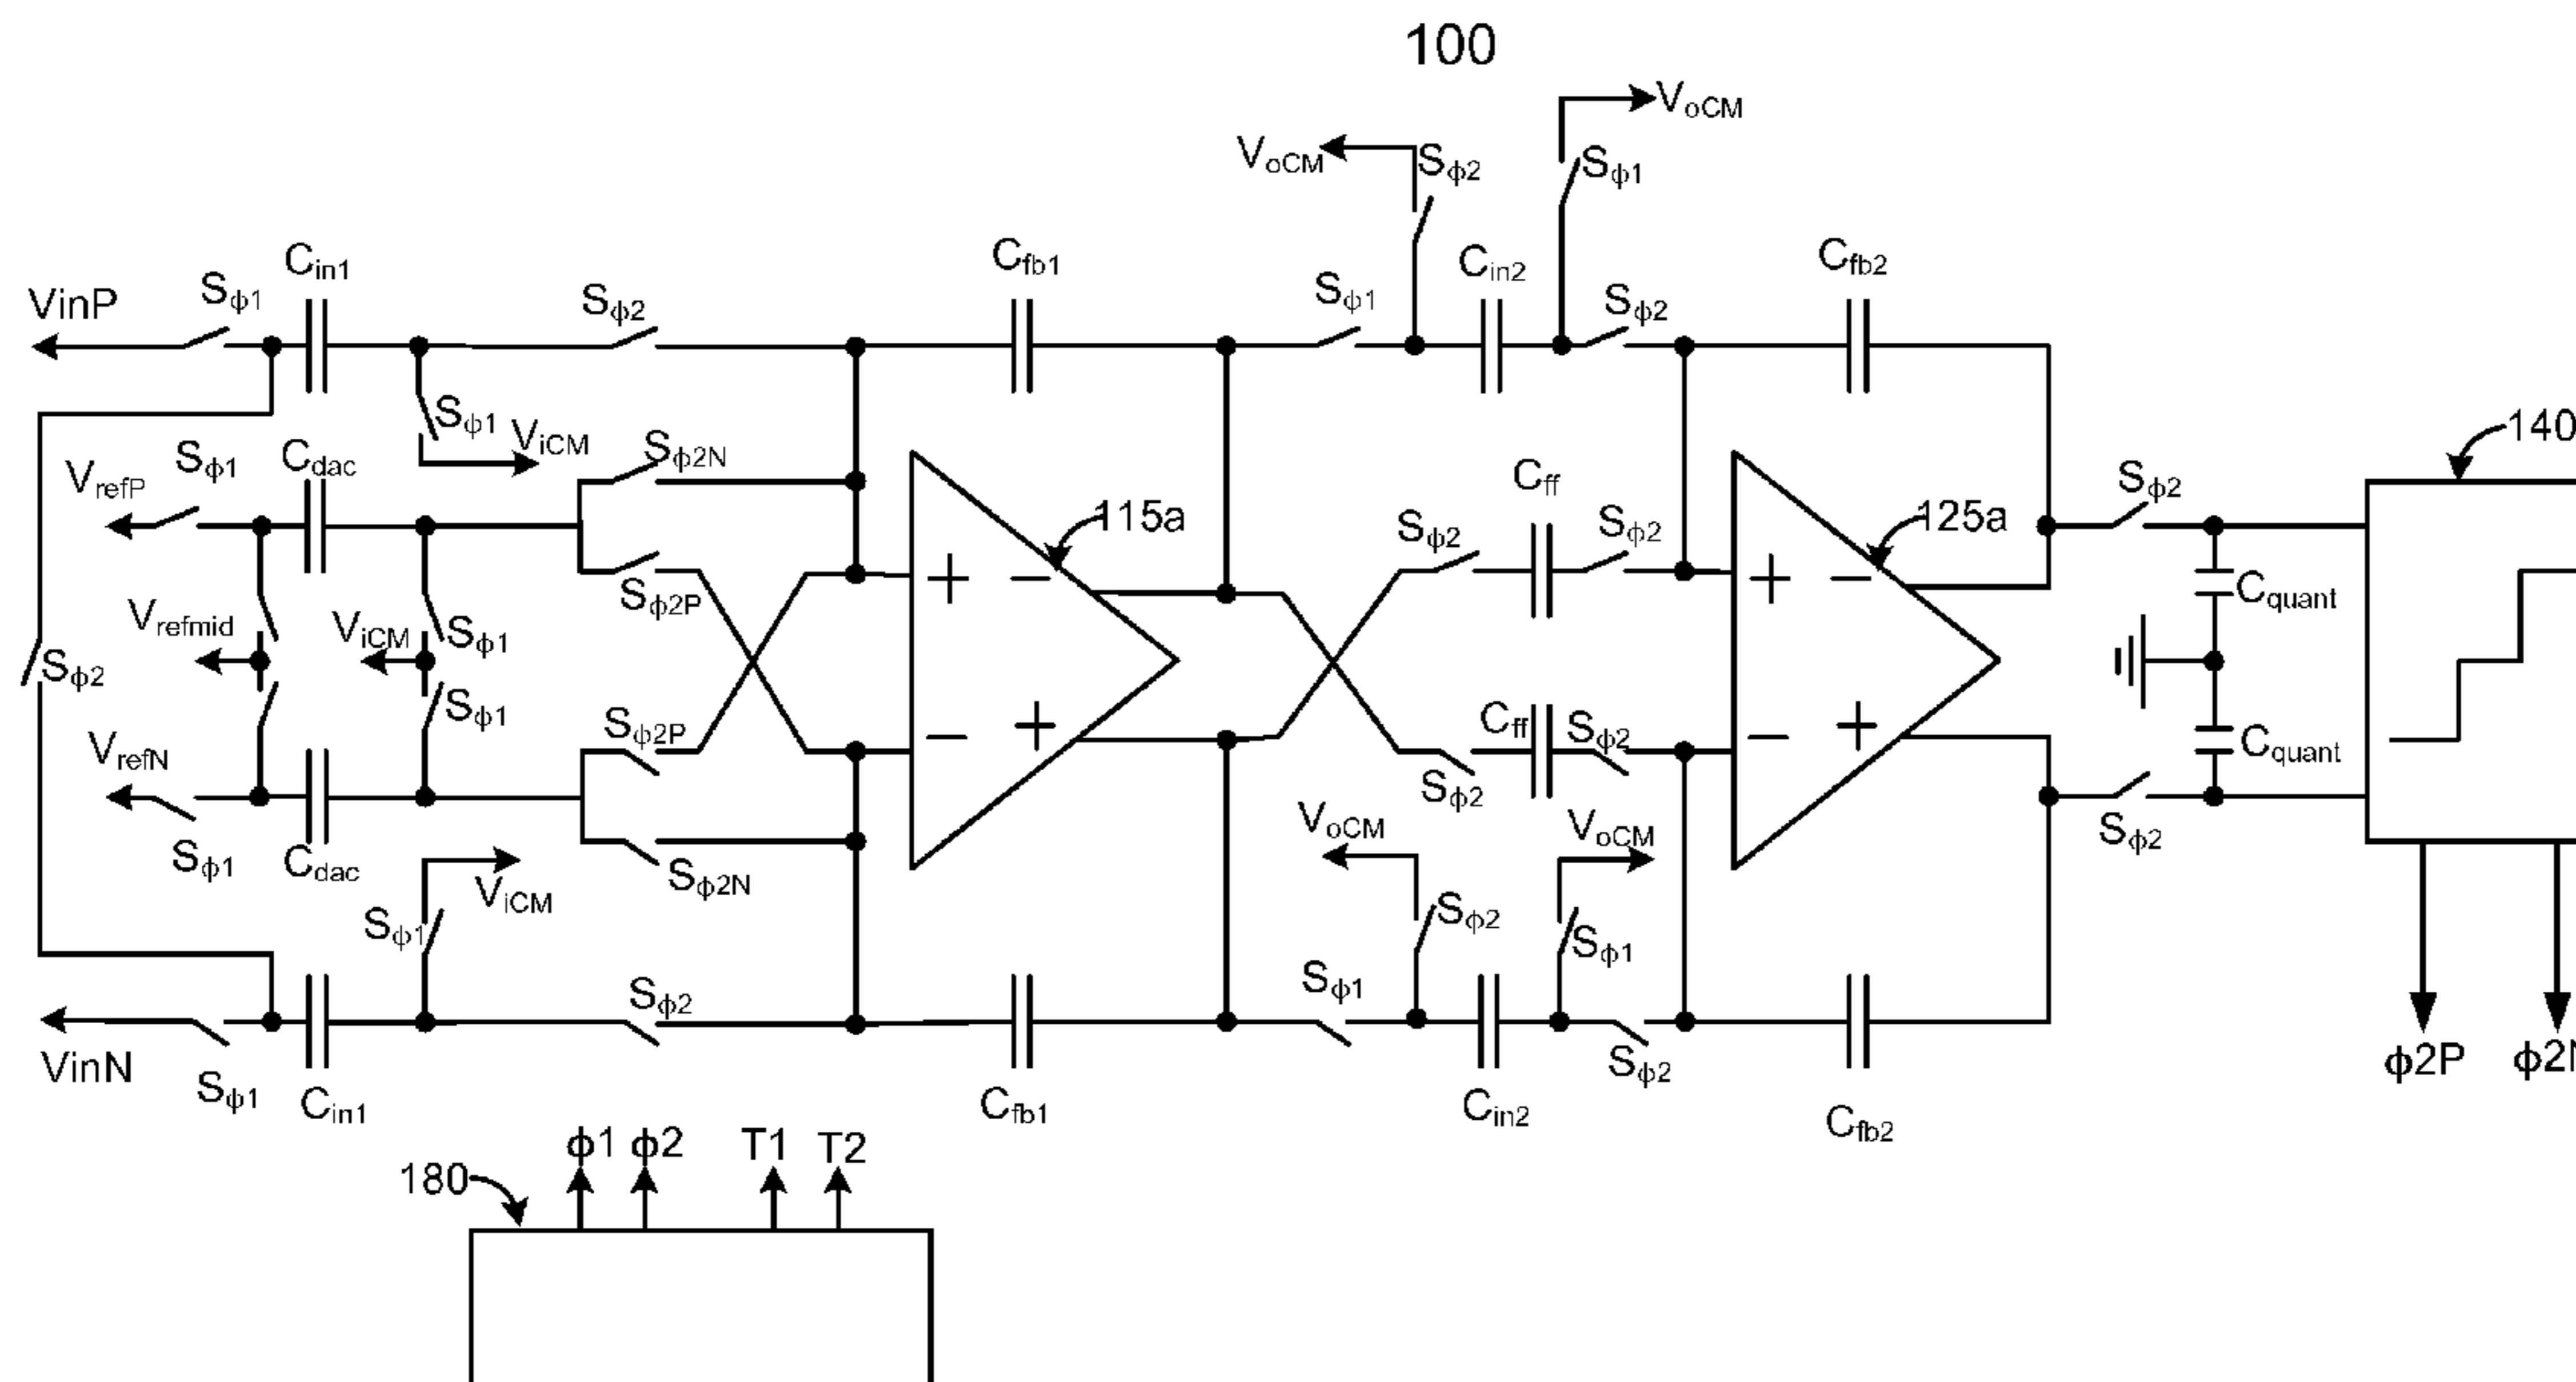 100
VoCM
VoCM
Sϕ2
Sϕ1
Cin1
Cfb1
Cin2
Cfb2
VinP
Sϕ1
Sϕ2
Sϕ1
Sϕ2
Sϕ1
ViCM
140
VrefP
Sϕ1
Cdac
Sϕ2N
Cff
Sϕ2
115a
Sϕ2
Sϕ2
125a
+ −
+ −
Sϕ2P
Cquant
Vrefmid
ViCM
Sϕ1
Sϕ2
Sϕ1
VrefN
Sϕ2P
− +
Cff
Sϕ2
− +
Cquant
Sϕ2
Sϕ1
Cdac
Sϕ2N
VoCM
VoCM
Sϕ2
ViCM
Sϕ1
Sϕ2
Sϕ1
Sϕ2
Sϕ1
VinN
Sϕ1
Cin1
Cfb1
Cin2
Sϕ2
Cfb2
ϕ2P
ϕ2N
180
ϕ1
ϕ2
T1
T2